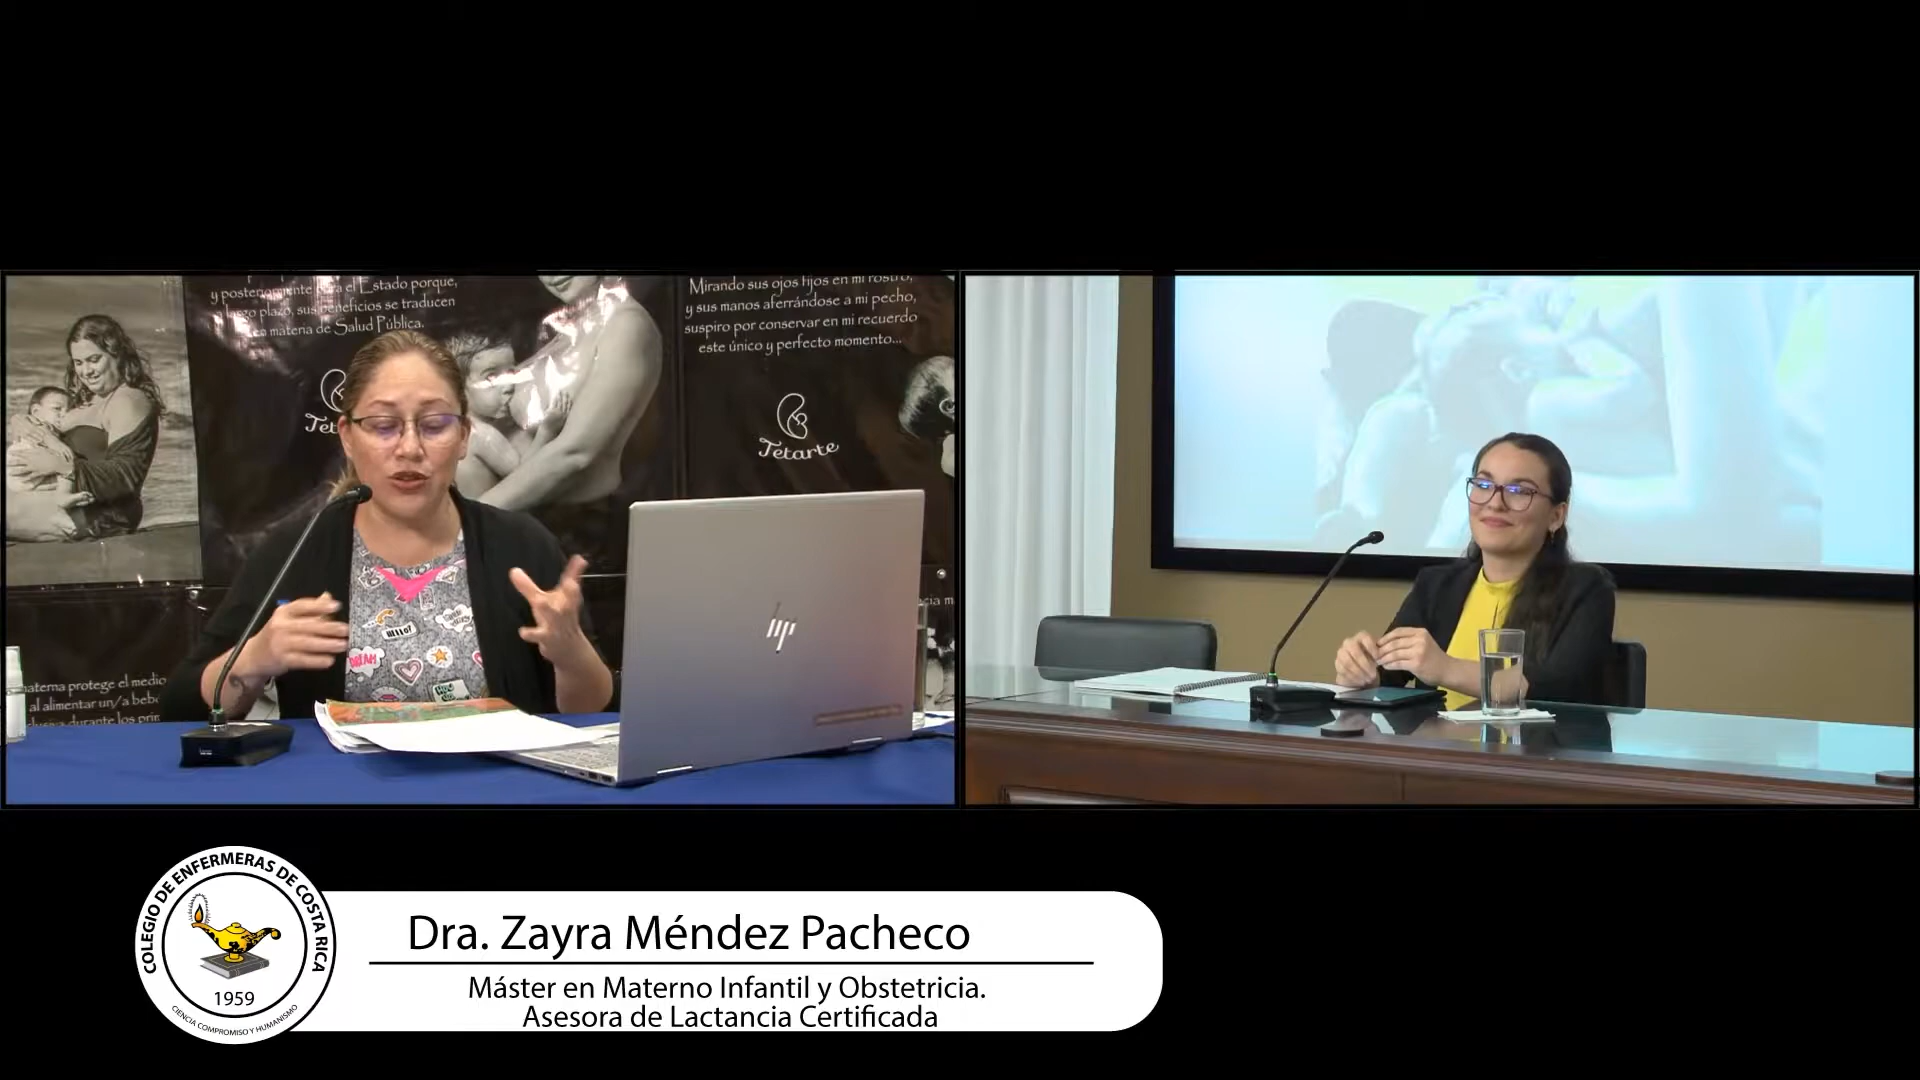 y posteriormente para el Estado porque,
a largo plazo, sus beneficios se traducen
en materia de Salud Pública.
Mirando sus ojos fijos en mi rostro,
y sus manos aferrándose a mi pecho,
suspiro por conservar en mi recuerdo
este único y perfecto momento...
Tetarte
hp
Hello!
DREAM
materna protege el medio
al alimentar un/a bebé
COLEGIO DE ENFERMERAS DE COSTA RICA
1959
CIENCIA COMPROMISO Y HUMANISMO
Dra. Zayra Méndez Pacheco
Máster en Materno Infantil y Obstetricia.
Asesora de Lactancia Certificada